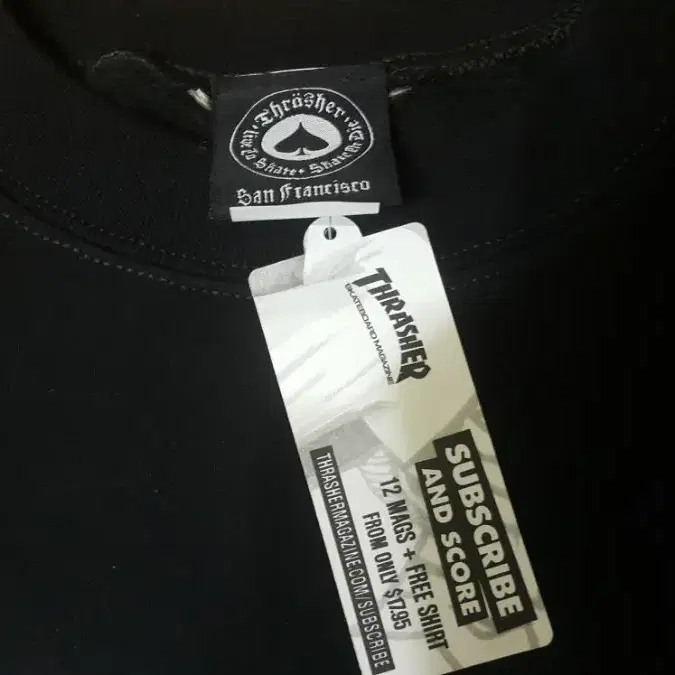 Thrásher
· Live To Skate · Skate Or Die ·
San Francisco
THRASHER
SKATEBOARD MAGAZINE
SUBSCRIBE
AND SCORE
12 MAGS + FREE SHIRT
FROM ONLY $17.95
THRASHERMAGAZINE.COM/SUBSCRIBE